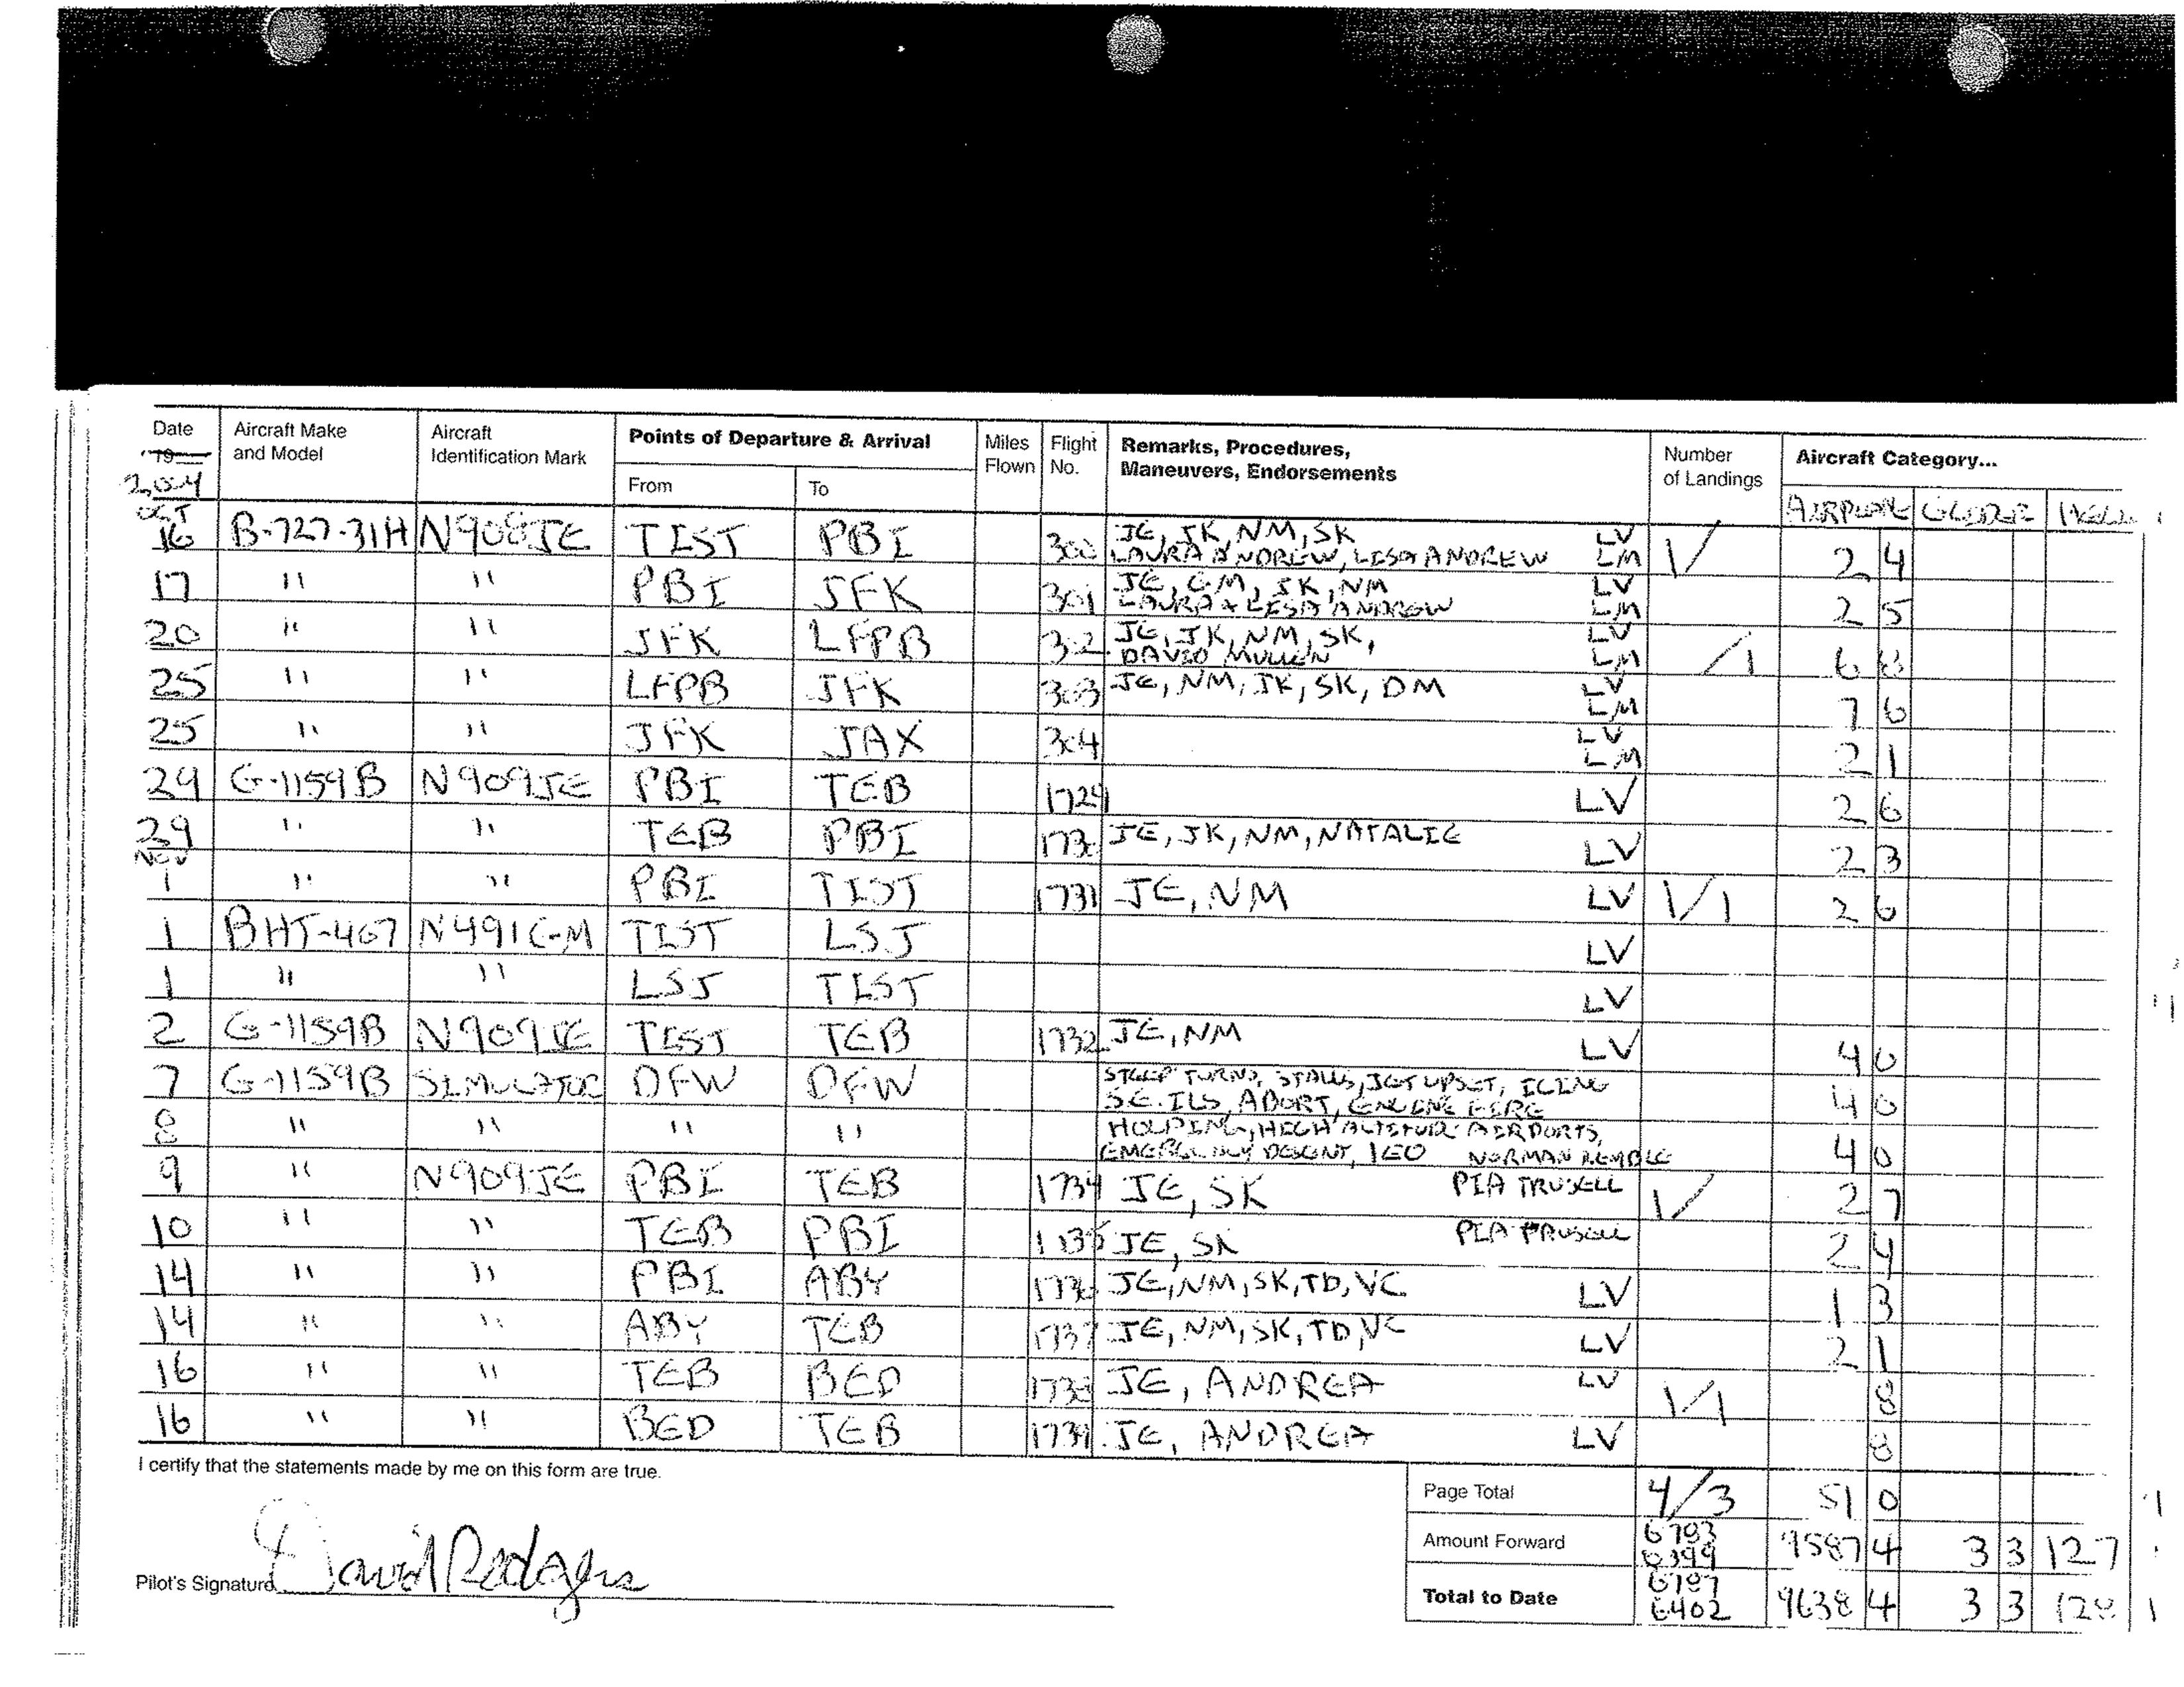 Date
19
2004
Aircraft Make and Model
Aircraft Identification Mark
Points of Departure & Arrival
From
To
Miles Flown
Flight No.
Remarks, Procedures, Maneuvers, Endorsements
Number of Landings
Aircraft Category...
AIRPLANE GLIDER
OCT
16 B-727-31H N908JE TIST PBI 300 JE, JK, NM, SK LV 1/ 2 4
LAURA ANDREW, LISA ANDREW LM
17 " " PBI JFK 301 JE, GM, JK, NM LV 2 5
LAURA & LISA ANDREW LM
20 " " JFK LFPB 302 JE, JK, NM, SK, LV /1 6 8
DAVID MULLEN LM
25 " " LFPB JFK 303 JE, NM, JK, SK, DM LV 7 6
LM
25 " " JFK JAX 304 LV 2 1
LM
29 G-1159B N909JE PBI TEB 1729 LV 2 6
29 " " TEB PBI 1730 JE, JK, NM, NATALIE LV 2 3
NOV
1 " " PBI TIST 1731 JE, NM LV 1/1 2 6
1 BHT-407 N491GM TIST LSJ LV
1 " " LSJ TIST LV
2 G-1159B N909JE TIST TEB 1732 JE, NM LV 4 0
7 G-1159B SIMULATOR DFW DFW STEEP TURNS, STALLS, JET UPSET, ICING 4 0
S.E. ILS, ABORT, ENGINE FIRE
8 " " " " HOLDING, HIGH ALTITUDE AIRPORTS, 4 0
EMERGENCY DESCENT, NORMAN
9 " N909JE PBI TEB 1734 JE, SK PIA TRUSELL 1/ 2 7
10 " " TEB PBI 1735 JE, SK PIA TRUSELL 2 4
14 " " PBI ABY 1736 JE, NM, SK, TD, VC LV 1 3
14 " " ABY TEB 1737 JE, NM, SK, TD, VC LV 2 1
16 " " TEB BED 1738 JE, ANDREA LV 1/1 8
16 " " BED TEB 1739 JE, ANDREA LV 8
I certify that the statements made by me on this form are true.
Page Total 4/3 51 0
Amount Forward 6793 9587 4 3 3 127
6399
Pilot's Signature David Rodgers
Total to Date 6797 9638 4 3 3 128 1
6402